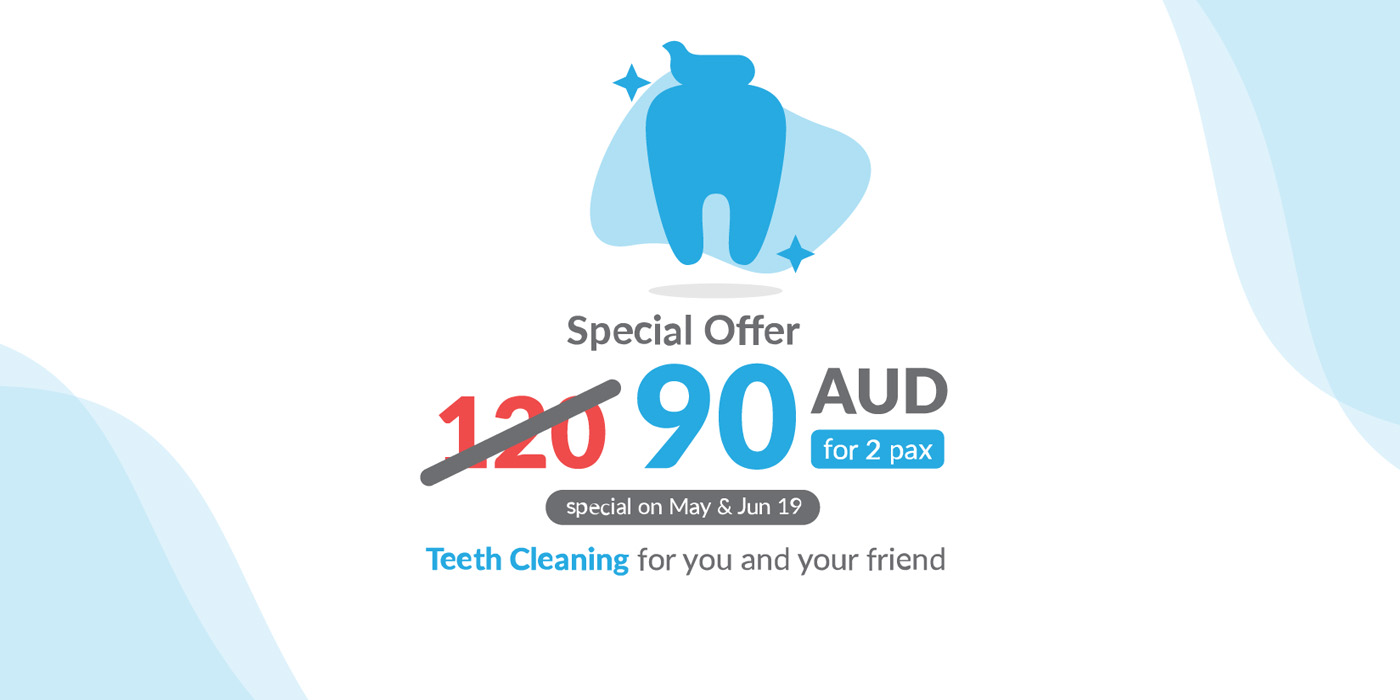 Special Offer
120 90 AUD
for 2 pax
special on May & Jun 19
Teeth Cleaning for you and your friend